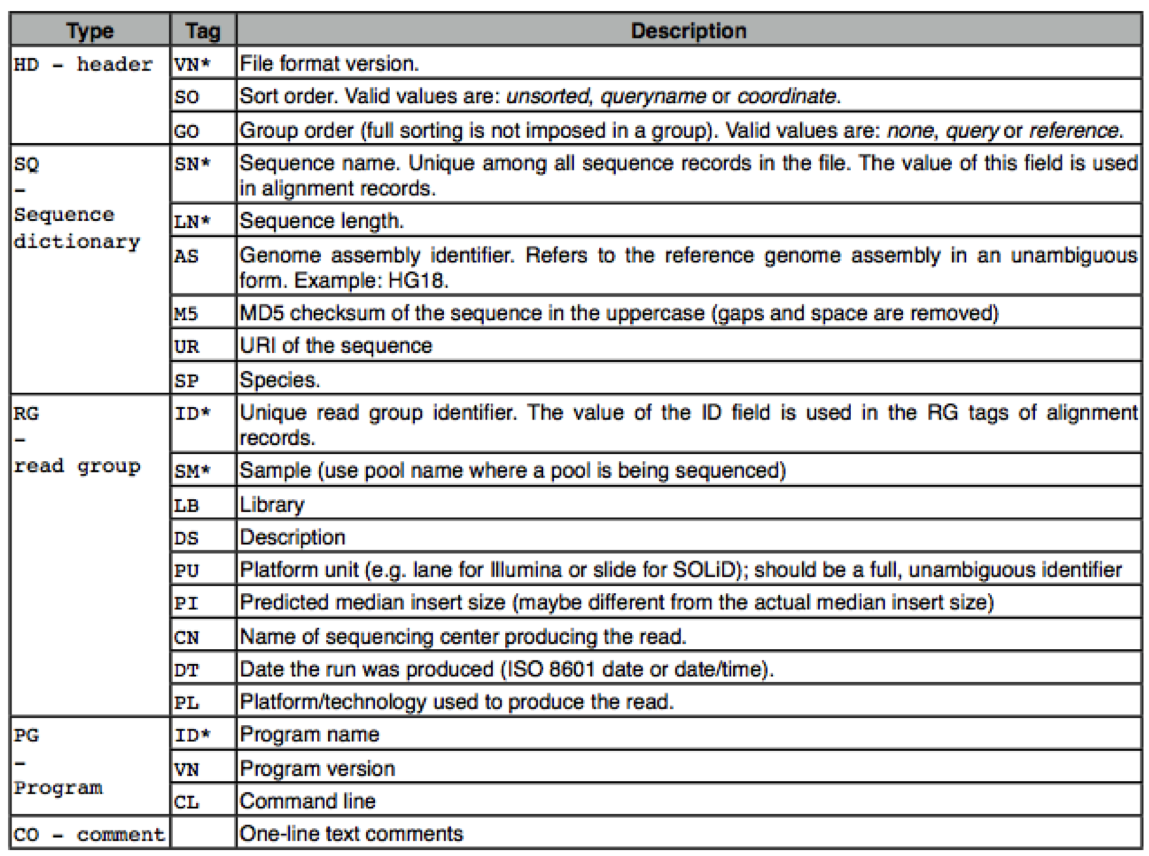 Type Tag Description
HD - header VN* File format version.
SO Sort order. Valid values are: unsorted, queryname or coordinate.
GO Group order (full sorting is not imposed in a group). Valid values are: none, query or reference.
SQ SN* Sequence name. Unique among all sequence records in the file. The value of this field is used
- in alignment records.
Sequence LN* Sequence length.
dictionary AS Genome assembly identifier. Refers to the reference genome assembly in an unambiguous
form. Example: HG18.
M5 MD5 checksum of the sequence in the uppercase (gaps and space are removed)
UR URI of the sequence
SP Species.
RG ID* Unique read group identifier. The value of the ID field is used in the RG tags of alignment
- records.
read group SM* Sample (use pool name where a pool is being sequenced)
LB Library
DS Description
PU Platform unit (e.g. lane for Illumina or slide for SOLiD); should be a full, unambiguous identifier
PI Predicted median insert size (maybe different from the actual median insert size)
CN Name of sequencing center producing the read.
DT Date the run was produced (ISO 8601 date or date/time).
PL Platform/technology used to produce the read.
PG ID* Program name
- VN Program version
Program CL Command line
CO - comment One-line text comments